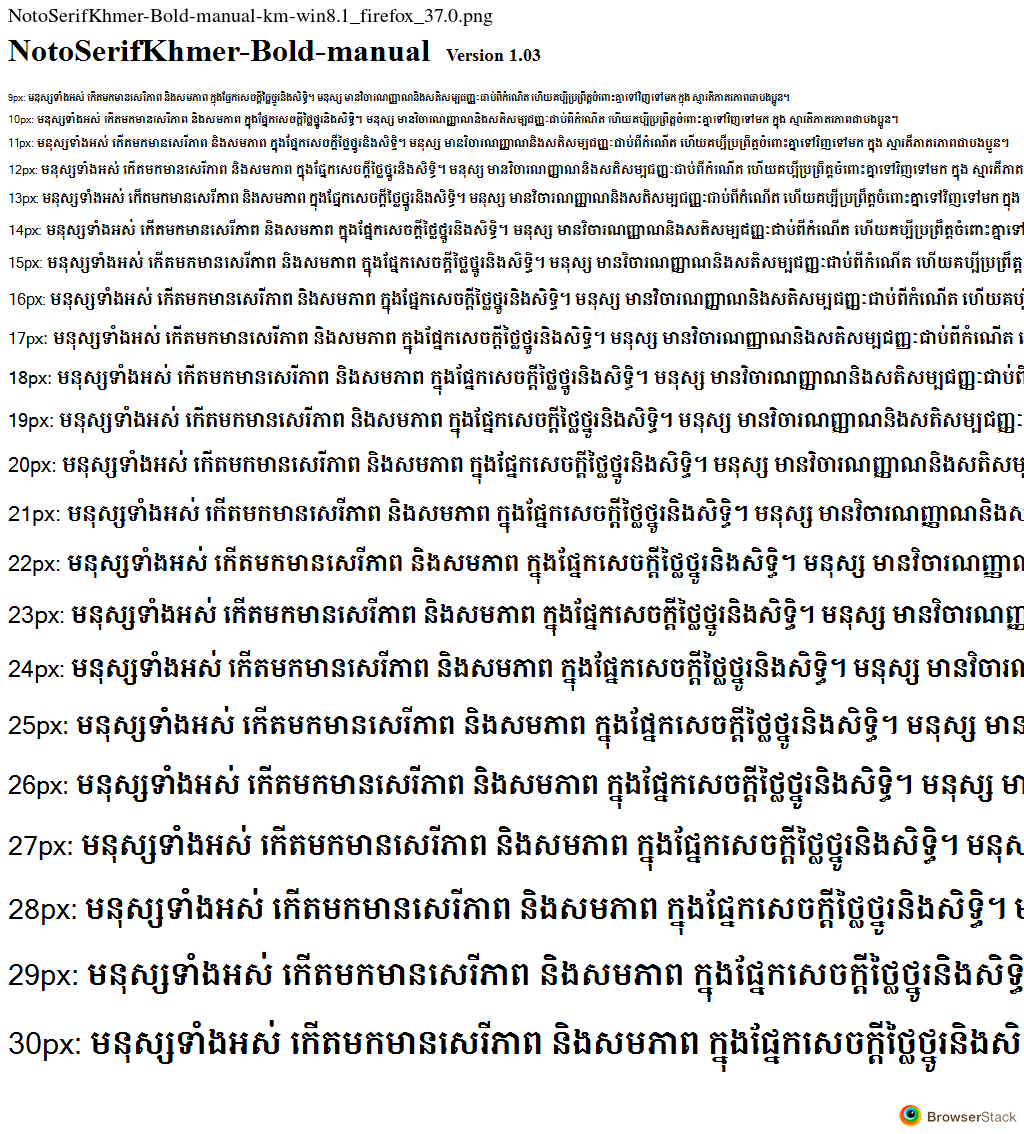 NotoSerifKhmer-Bold-manual-km-win8.1_firefox_37.0.png
NotoSerifKhmer-Bold-manual Version 1.03
9px: មនុស្សទាំងអស់ កើតមកមានសេរីភាព និងសមភាព ក្នុងផ្នែកសេចក្ដីថ្លៃថ្នូរនិងសិទ្ធិ។ មនុស្ស មានវិចារណញ្ញាណនិងសតិសម្បជញ្ញៈជាប់ពីកំណើត ហើយគប្បីប្រព្រឹត្ដចំពោះគ្នាទៅវិញទៅមក ក្នុង ស្មារតីភាតរភាពជាបងប្អូន។
10px: មនុស្សទាំងអស់ កើតមកមានសេរីភាព និងសមភាព ក្នុងផ្នែកសេចក្ដីថ្លៃថ្នូរនិងសិទ្ធិ។ មនុស្ស មានវិចារណញ្ញាណនិងសតិសម្បជញ្ញៈជាប់ពីកំណើត ហើយគប្បីប្រព្រឹត្ដចំពោះគ្នាទៅវិញទៅមក ក្នុង ស្មារតីភាតរភាពជាបងប្អូន។
11px: មនុស្សទាំងអស់ កើតមកមានសេរីភាព និងសមភាព ក្នុងផ្នែកសេចក្ដីថ្លៃថ្នូរនិងសិទ្ធិ។ មនុស្ស មានវិចារណញ្ញាណនិងសតិសម្បជញ្ញៈជាប់ពីកំណើត ហើយគប្បីប្រព្រឹត្ដចំពោះគ្នាទៅវិញទៅមក ក្នុង ស្មារតីភាតរភាពជាបងប្អូន។
12px: មនុស្សទាំងអស់ កើតមកមានសេរីភាព និងសមភាព ក្នុងផ្នែកសេចក្ដីថ្លៃថ្នូរនិងសិទ្ធិ។ មនុស្ស មានវិចារណញ្ញាណនិងសតិសម្បជញ្ញៈជាប់ពីកំណើត ហើយគប្បីប្រព្រឹត្ដចំពោះគ្នាទៅវិញទៅមក ក្នុង ស្មារតីភាត
13px: មនុស្សទាំងអស់ កើតមកមានសេរីភាព និងសមភាព ក្នុងផ្នែកសេចក្ដីថ្លៃថ្នូរនិងសិទ្ធិ។ មនុស្ស មានវិចារណញ្ញាណនិងសតិសម្បជញ្ញៈជាប់ពីកំណើត ហើយគប្បីប្រព្រឹត្ដចំពោះគ្នាទៅវិញទៅមក ក្នុង
14px: មនុស្សទាំងអស់ កើតមកមានសេរីភាព និងសមភាព ក្នុងផ្នែកសេចក្ដីថ្លៃថ្នូរនិងសិទ្ធិ។ មនុស្ស មានវិចារណញ្ញាណនិងសតិសម្បជញ្ញៈជាប់ពីកំណើត ហើយគប្បីប្រព្រឹត្ដចំពោះគ្នាទៅ
15px: មនុស្សទាំងអស់ កើតមកមានសេរីភាព និងសមភាព ក្នុងផ្នែកសេចក្ដីថ្លៃថ្នូរនិងសិទ្ធិ។ មនុស្ស មានវិចារណញ្ញាណនិងសតិសម្បជញ្ញៈជាប់ពីកំណើត ហើយគប្បីប្រព្រឹត្ដ
16px: មនុស្សទាំងអស់ កើតមកមានសេរីភាព និងសមភាព ក្នុងផ្នែកសេចក្ដីថ្លៃថ្នូរនិងសិទ្ធិ។ មនុស្ស មានវិចារណញ្ញាណនិងសតិសម្បជញ្ញៈជាប់ពីកំណើត ហើយគប្បី
17px: មនុស្សទាំងអស់ កើតមកមានសេរីភាព និងសមភាព ក្នុងផ្នែកសេចក្ដីថ្លៃថ្នូរនិងសិទ្ធិ។ មនុស្ស មានវិចារណញ្ញាណនិងសតិសម្បជញ្ញៈជាប់ពីកំណើត
18px: មនុស្សទាំងអស់ កើតមកមានសេរីភាព និងសមភាព ក្នុងផ្នែកសេចក្ដីថ្លៃថ្នូរនិងសិទ្ធិ។ មនុស្ស មានវិចារណញ្ញាណនិងសតិសម្បជញ្ញៈជាប់ពី
19px: មនុស្សទាំងអស់ កើតមកមានសេរីភាព និងសមភាព ក្នុងផ្នែកសេចក្ដីថ្លៃថ្នូរនិងសិទ្ធិ។ មនុស្ស មានវិចារណញ្ញាណនិងសតិសម្បជញ្ញៈ
20px: មនុស្សទាំងអស់ កើតមកមានសេរីភាព និងសមភាព ក្នុងផ្នែកសេចក្ដីថ្លៃថ្នូរនិងសិទ្ធិ។ មនុស្ស មានវិចារណញ្ញាណនិងសតិសម្ប
21px: មនុស្សទាំងអស់ កើតមកមានសេរីភាព និងសមភាព ក្នុងផ្នែកសេចក្ដីថ្លៃថ្នូរនិងសិទ្ធិ។ មនុស្ស មានវិចារណញ្ញាណនិងស
22px: មនុស្សទាំងអស់ កើតមកមានសេរីភាព និងសមភាព ក្នុងផ្នែកសេចក្ដីថ្លៃថ្នូរនិងសិទ្ធិ។ មនុស្ស មានវិចារណញ្ញាណ
23px: មនុស្សទាំងអស់ កើតមកមានសេរីភាព និងសមភាព ក្នុងផ្នែកសេចក្ដីថ្លៃថ្នូរនិងសិទ្ធិ។ មនុស្ស មានវិចារណញ្ញ
24px: មនុស្សទាំងអស់ កើតមកមានសេរីភាព និងសមភាព ក្នុងផ្នែកសេចក្ដីថ្លៃថ្នូរនិងសិទ្ធិ។ មនុស្ស មានវិចារណ
25px: មនុស្សទាំងអស់ កើតមកមានសេរីភាព និងសមភាព ក្នុងផ្នែកសេចក្ដីថ្លៃថ្នូរនិងសិទ្ធិ។ មនុស្ស មាន
26px: មនុស្សទាំងអស់ កើតមកមានសេរីភាព និងសមភាព ក្នុងផ្នែកសេចក្ដីថ្លៃថ្នូរនិងសិទ្ធិ។ មនុស្ស មា
27px: មនុស្សទាំងអស់ កើតមកមានសេរីភាព និងសមភាព ក្នុងផ្នែកសេចក្ដីថ្លៃថ្នូរនិងសិទ្ធិ។ មនុស
28px: មនុស្សទាំងអស់ កើតមកមានសេរីភាព និងសមភាព ក្នុងផ្នែកសេចក្ដីថ្លៃថ្នូរនិងសិទ្ធិ។ ម
29px: មនុស្សទាំងអស់ កើតមកមានសេរីភាព និងសមភាព ក្នុងផ្នែកសេចក្ដីថ្លៃថ្នូរនិងសិទ្ធិ
30px: មនុស្សទាំងអស់ កើតមកមានសេរីភាព និងសមភាព ក្នុងផ្នែកសេចក្ដីថ្លៃថ្នូរនិងសិ
BrowserStack